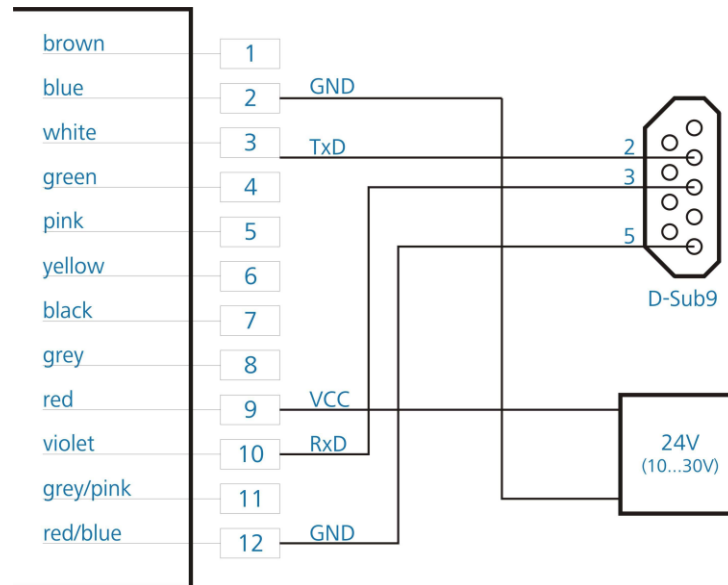 brown 1
blue 2 GND
white 3 TxD 2
green 4 3
pink 5 5
yellow 6
black 7 D-Sub9
grey 8
red 9 VCC
violet 10 RxD 24V
(10...30V)
grey/pink 11
red/blue 12 GND